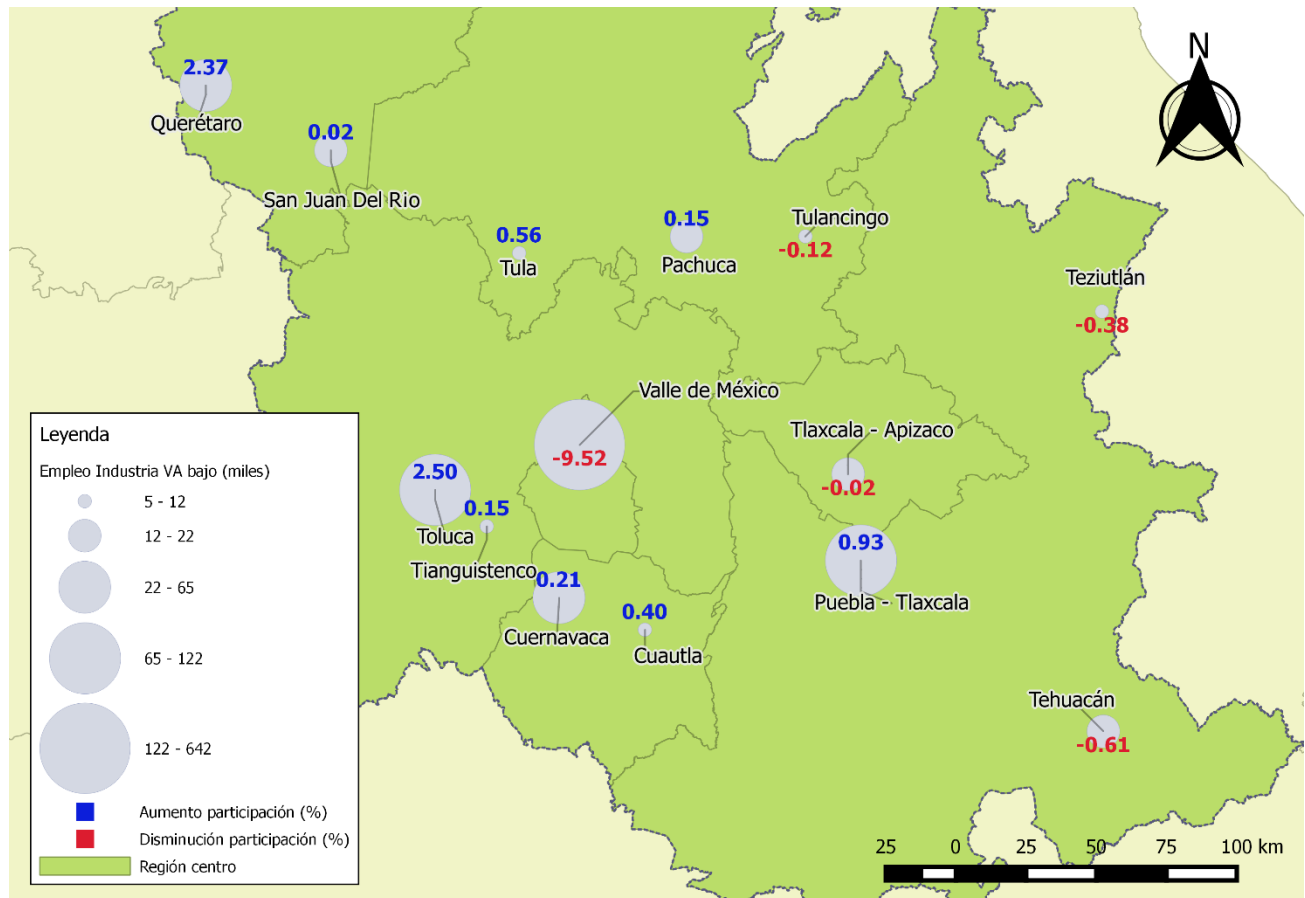 N
2.37
Querétaro
0.02
San Juan Del Rio
0.56
Tula
0.15
Pachuca
Tulancingo
-0.12
Teziutlán
-0.38
Valle de México
-9.52
Tlaxcala - Apizaco
-0.02
2.50
Toluca
0.15
Tianguistenco
0.21
Cuernavaca
0.40
Cuautla
0.93
Puebla - Tlaxcala
Tehuacán
-0.61
Leyenda
Empleo Industria VA bajo (miles)
5 - 12
12 - 22
22 - 65
65 - 122
122 - 642
Aumento participación (%)
Disminución participación (%)
Región centro
25 0 25 50 75 100 km